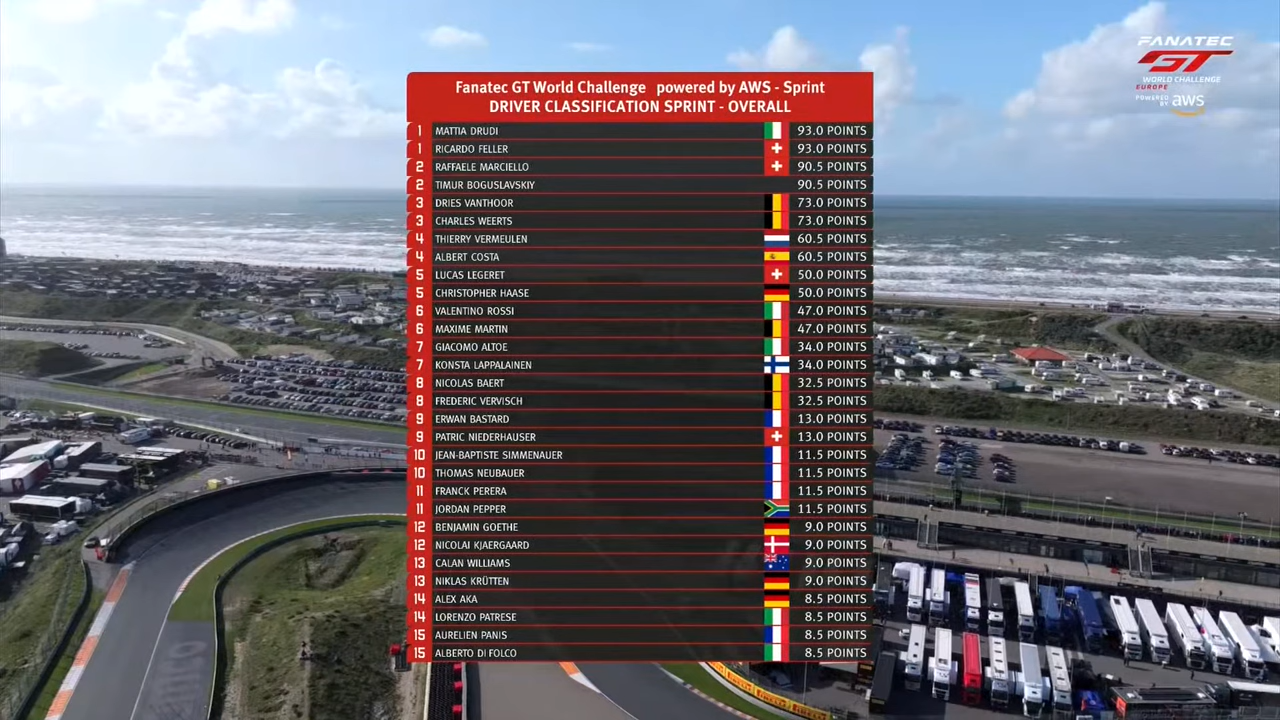 Fanatec GT World Challenge powered by AWS - Sprint
DRIVER CLASSIFICATION SPRINT - OVERALL
1 MATTIA DRUDI 93.0 POINTS
1 RICARDO FELLER 93.0 POINTS
2 RAFFAELE MARCIELLO 90.5 POINTS
2 TIMUR BOGUSLAVSKIY 90.5 POINTS
3 DRIES VANTHOOR 73.0 POINTS
3 CHARLES WEERTS 73.0 POINTS
4 THIERRY VERMEULEN 60.5 POINTS
4 ALBERT COSTA 60.5 POINTS
5 LUCAS LEGERET 50.0 POINTS
5 CHRISTOPHER HAASE 50.0 POINTS
6 VALENTINO ROSSI 47.0 POINTS
6 MAXIME MARTIN 47.0 POINTS
7 GIACOMO ALTOE 34.0 POINTS
7 KONSTA LAPPALAINEN 34.0 POINTS
8 NICOLAS BAERT 32.5 POINTS
8 FREDERIC VERVISCH 32.5 POINTS
9 ERWAN BASTARD 13.0 POINTS
9 PATRIC NIEDERHAUSER 13.0 POINTS
10 JEAN-BAPTISTE SIMMENAUER 11.5 POINTS
10 THOMAS NEUBAUER 11.5 POINTS
11 FRANCK PERERA 11.5 POINTS
11 JORDAN PEPPER 11.5 POINTS
12 BENJAMIN GOETHE 9.0 POINTS
12 NICOLAI KJAERGAARD 9.0 POINTS
13 CALAN WILLIAMS 9.0 POINTS
13 NIKLAS KRÜTTEN 9.0 POINTS
14 ALEX AKA 8.5 POINTS
14 LORENZO PATRESE 8.5 POINTS
15 AURELIEN PANIS 8.5 POINTS
15 ALBERTO DI FOLCO 8.5 POINTS
FANATEC
GT
WORLD CHALLENGE
EUROPE
POWERED BY aws